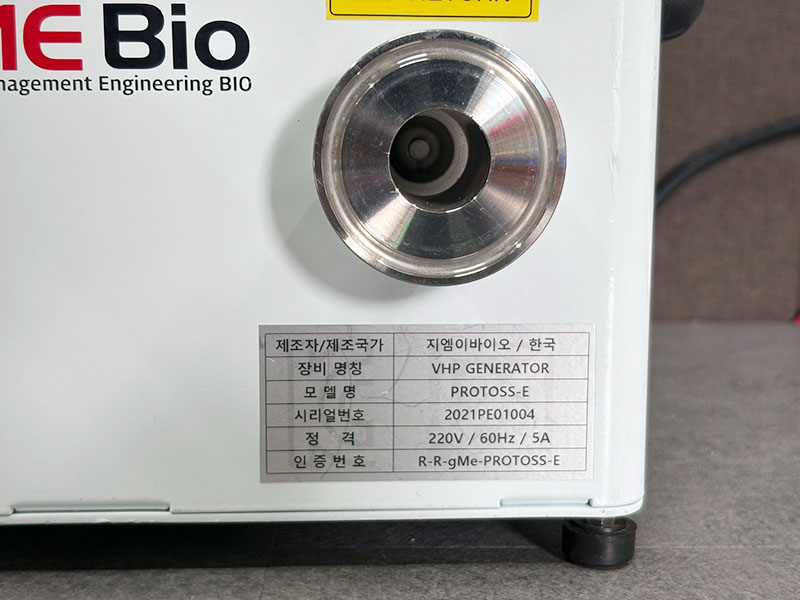 ME Bio
nagement Engineering BIO
제조자/제조국가 지엠이바이오 / 한국
장비 명칭 VHP GENERATOR
모 델 명 PROTOSS-E
시리얼번호 2021PE01004
정 격 220V / 60Hz / 5A
인 증 번 호 R-R-gMe-PROTOSS-E